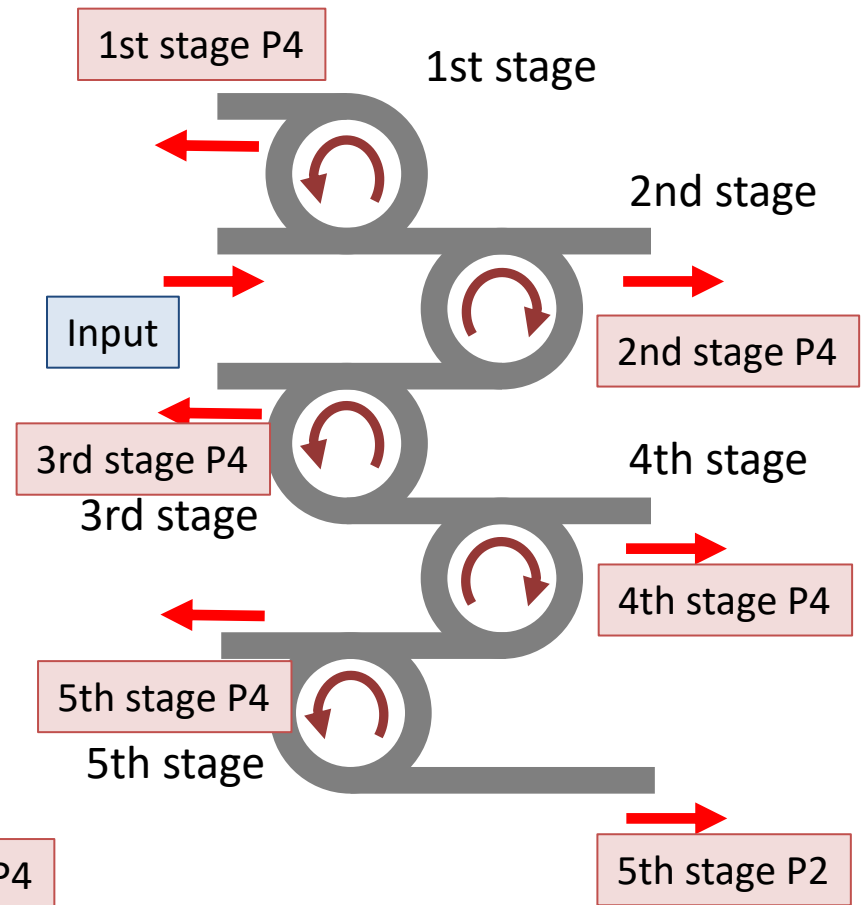 1st stage P4
1st stage
2nd stage
Input
2nd stage P4
3rd stage P4
4th stage
3rd stage
4th stage P4
5th stage P4
5th stage
P4
5th stage P2